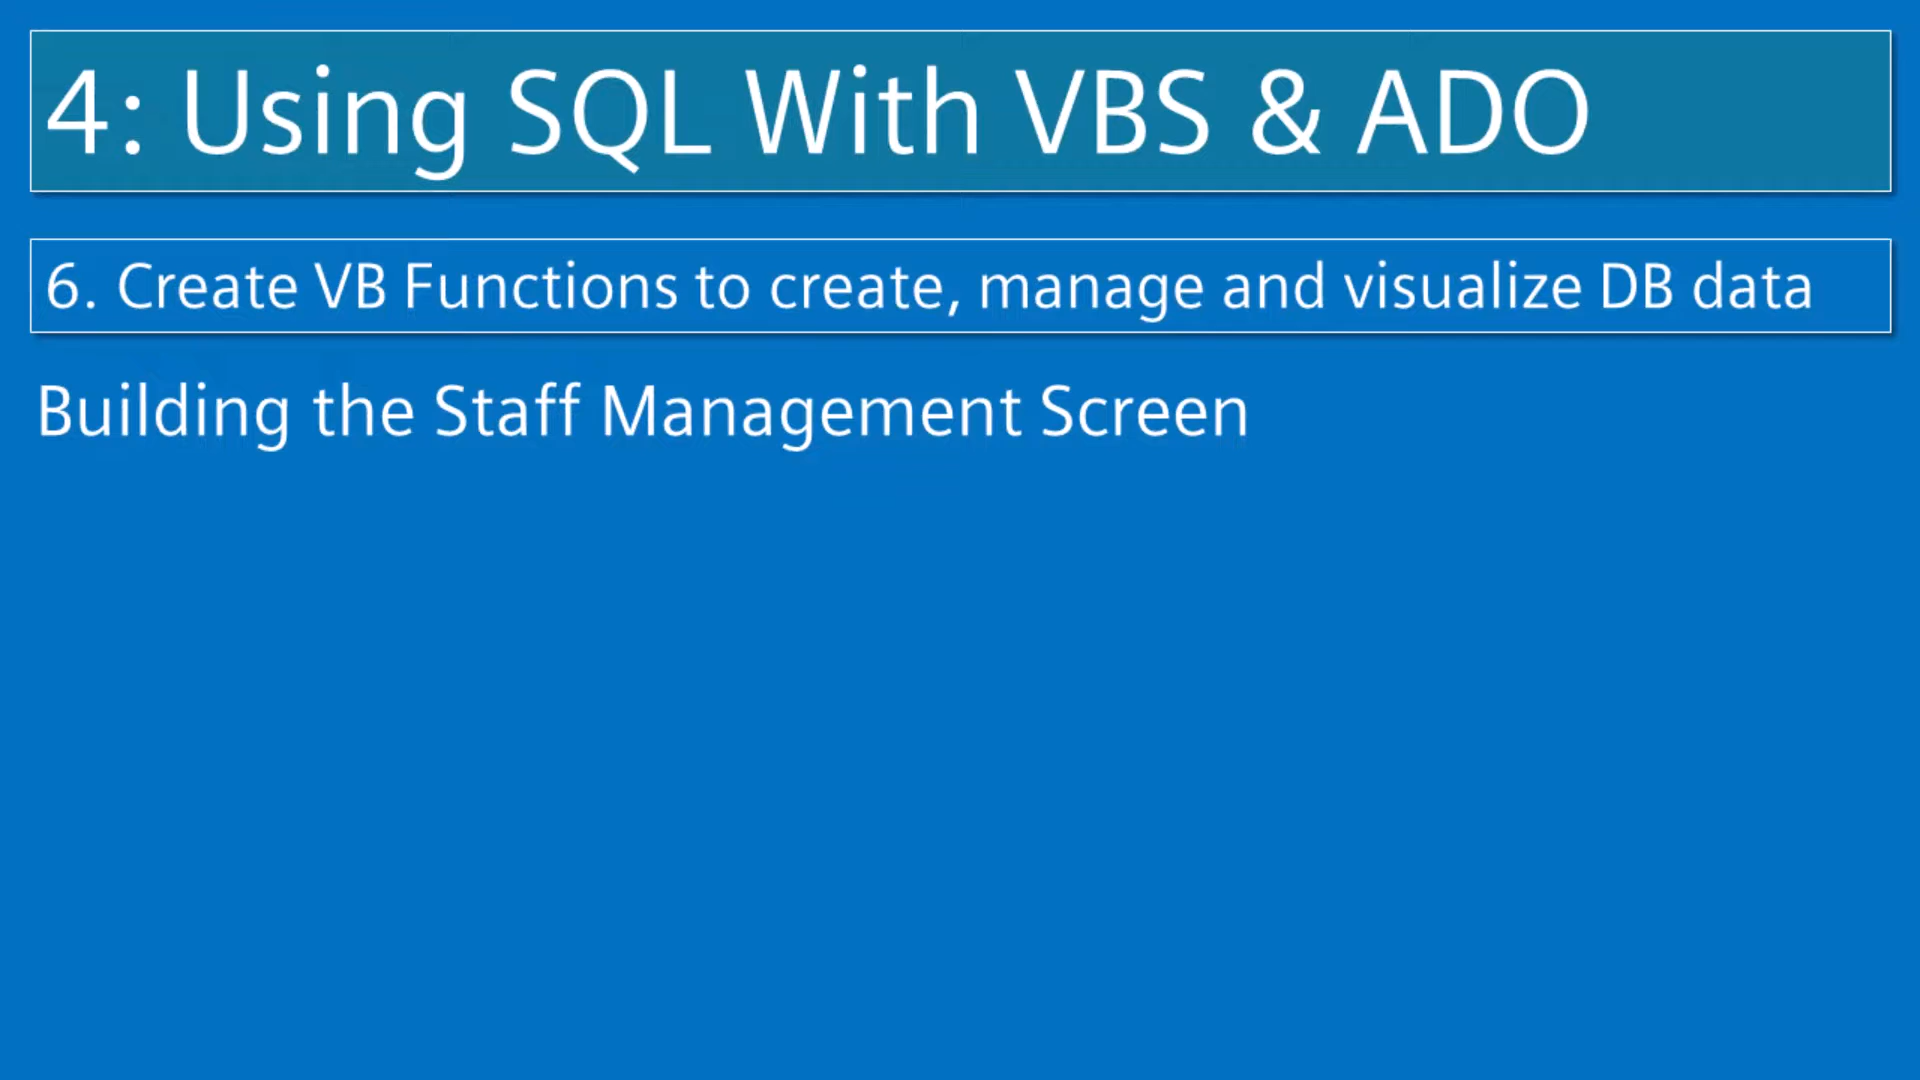 4: Using SQL With VBS & ADO
6. Create VB Functions to create, manage and visualize DB data
Building the Staff Management Screen